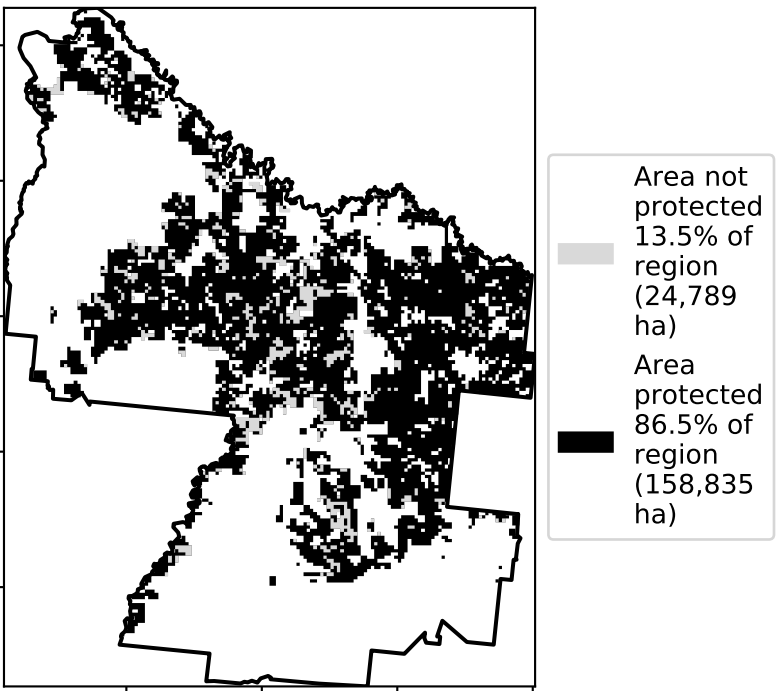 Area not
protected
13.5% of
region
(24,789
ha)
Area
protected
86.5% of
region
(158,835
ha)